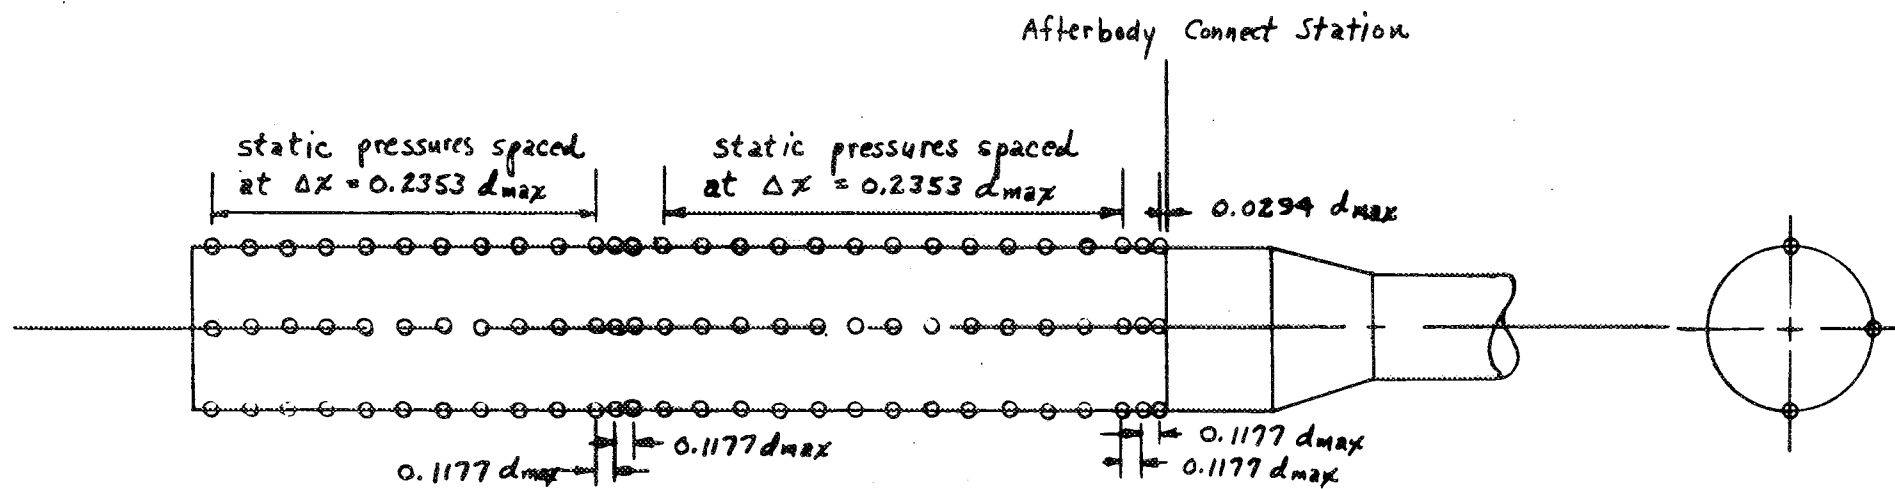 Afterbody Connect Station
static pressures spaced
at Δx = 0.2353 dmax
static pressures spaced
at Δx = 0.2353 dmax
0.0294 dmax
0.1177 dmax
0.1177 dmax
0.1177 dmax
0.1177 dmax